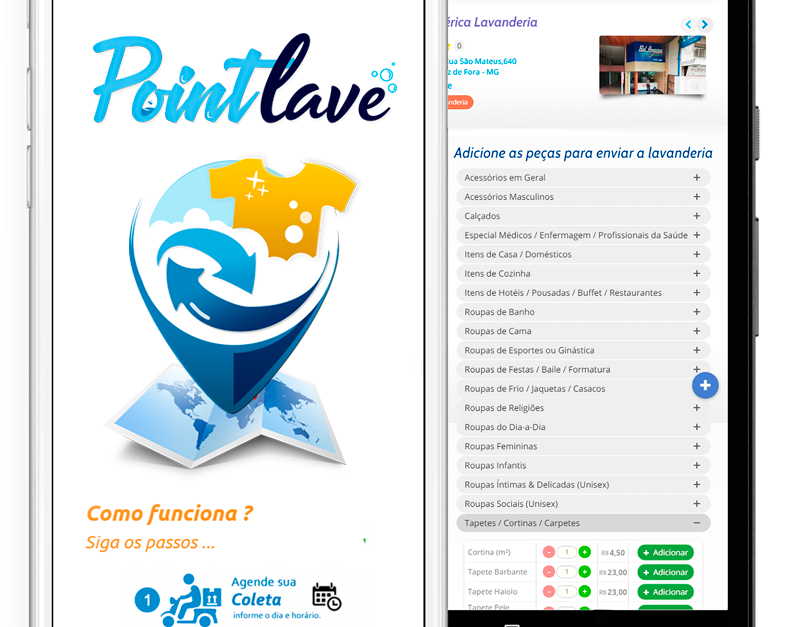 Pointlave
Como funciona ?
Siga os passos ...
1
Agende sua
Coleta
informe o dia e horário.
érica Lavanderia
0
ua São Mateus,640
z de Fora - MG
e
anderia
Adicione as peças para enviar a lavanderia
Acessórios em Geral +
Acessórios Masculinos +
Calçados +
Especial Médicos / Enfermagem / Profissionais da Saúde +
Itens de Casa / Domésticos +
Itens de Cozinha +
Itens de Hotéis / Pousadas / Buffet / Restaurantes +
Roupas de Banho +
Roupas de Cama +
Roupas de Esportes ou Ginástica +
Roupas de Festas / Baile / Formatura +
Roupas de Frio / Jaquetas / Casacos
Roupas de Religiões +
Roupas do Dia-a-Dia +
Roupas Femininas +
Roupas Infantis +
Roupas Íntimas & Delicadas (Unisex) +
Roupas Sociais (Unisex) +
Tapetes / Cortinas / Carpetes −
Cortina (m²) - 1 + R$ 4,50 + Adicionar
Tapete Barbante - 1 + R$ 23,00 + Adicionar
Tapete Haiolo - 1 + R$ 23,00 + Adicionar
Tapete Pele